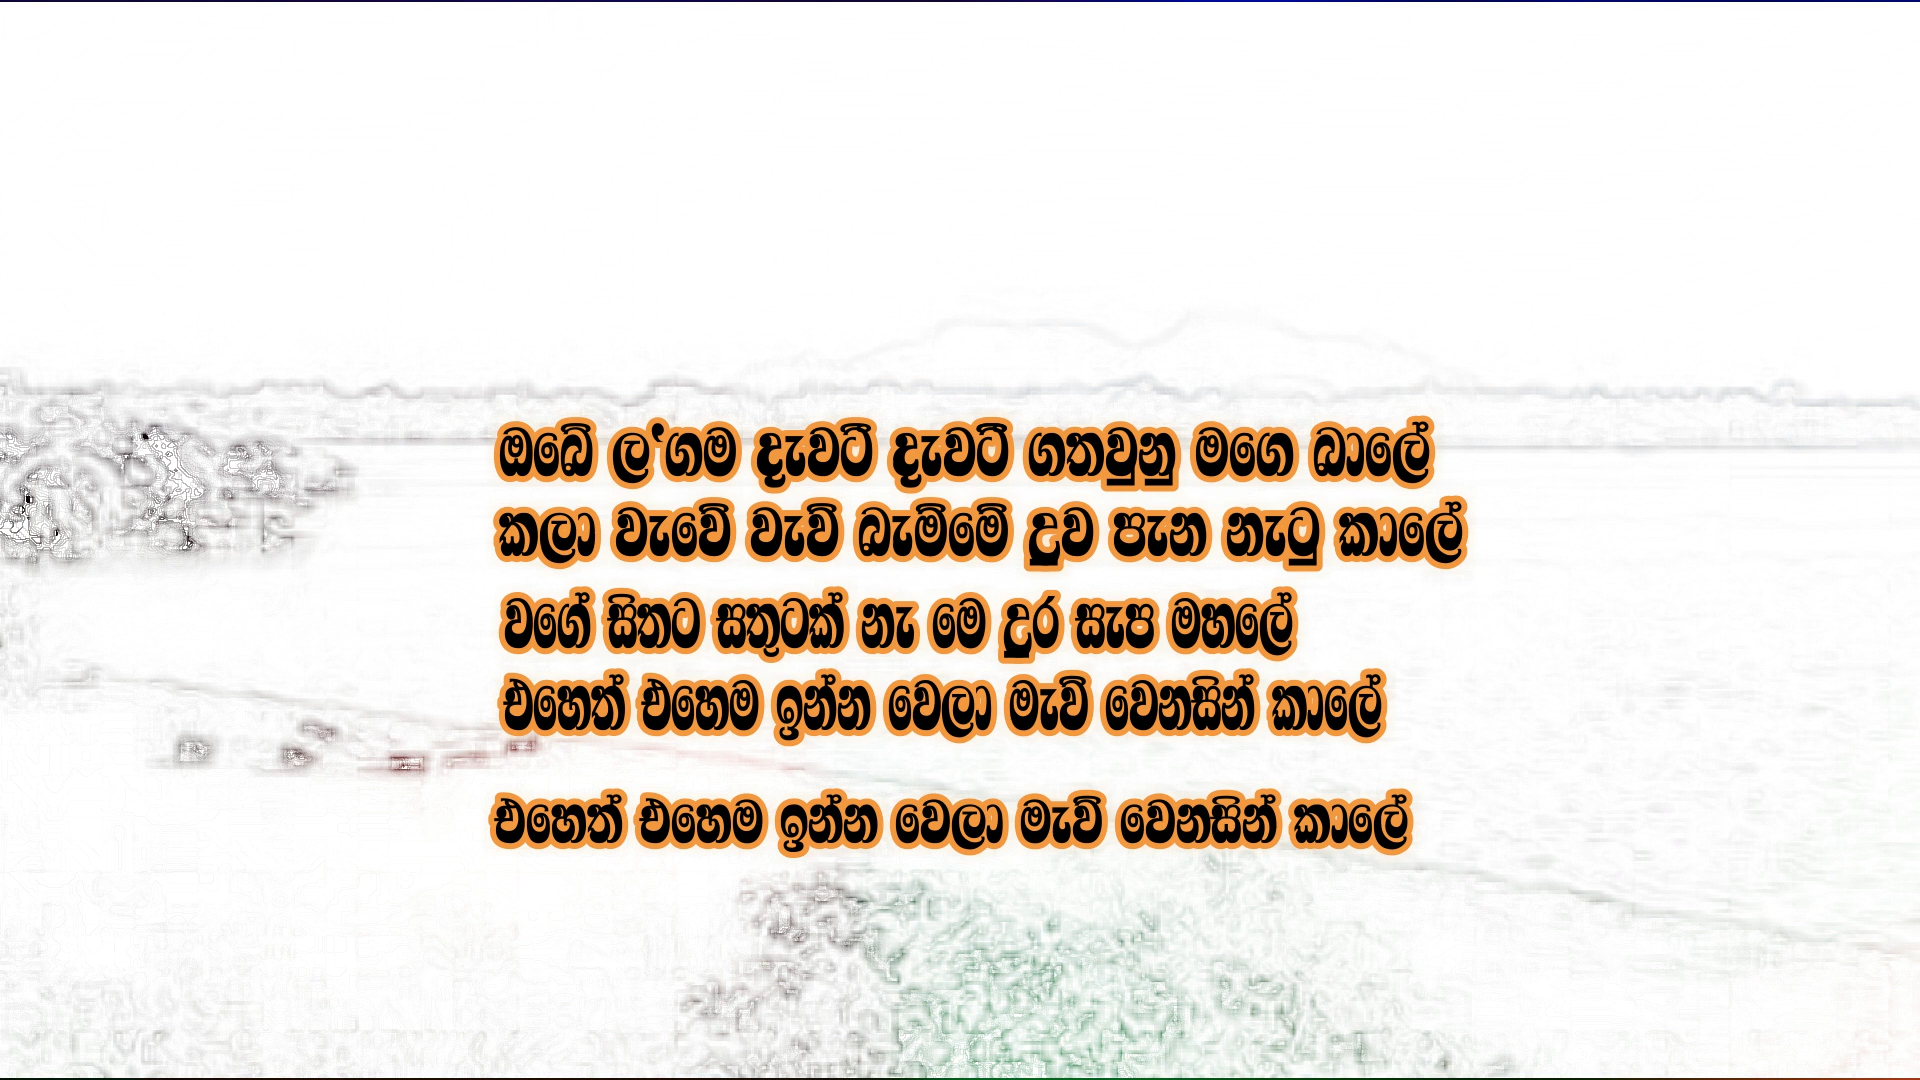 ඔබේ ල‘ගම දැවටී දැවටී ගතවුනු මගෙ බාලේ
කලා වැවේ වැව් බැම්මේ දුව පැන නැටු කාලේ
වගේ සිතට සතුටක් නෑ මෙ දුර සැප මහලේ
එහෙත් එහෙම ඉන්න වෙලා මැව් වෙනසින් කාලේ
එහෙත් එහෙම ඉන්න වෙලා මැව් වෙනසින් කාලේ